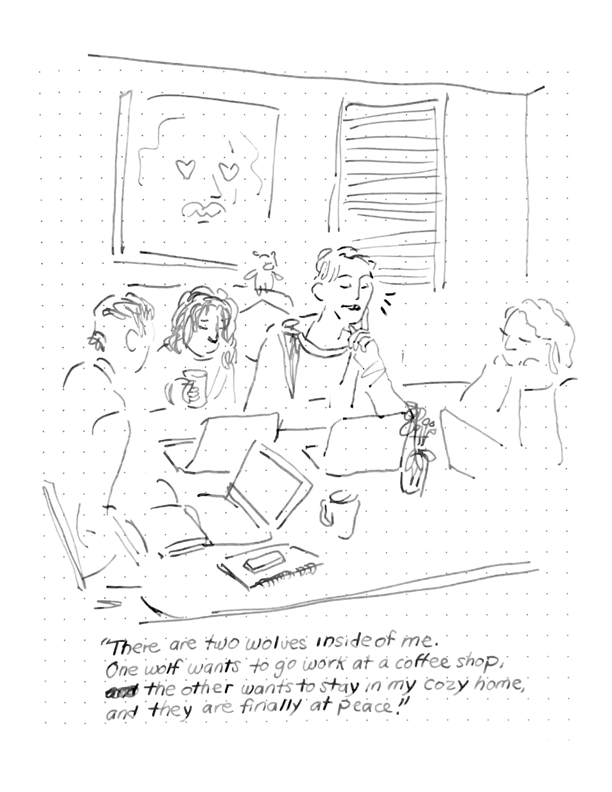 "There are two wolves inside of me.
One wolf wants to go work at a coffee shop,
the other wants to stay in my cozy home,
and they are finally at peace!"